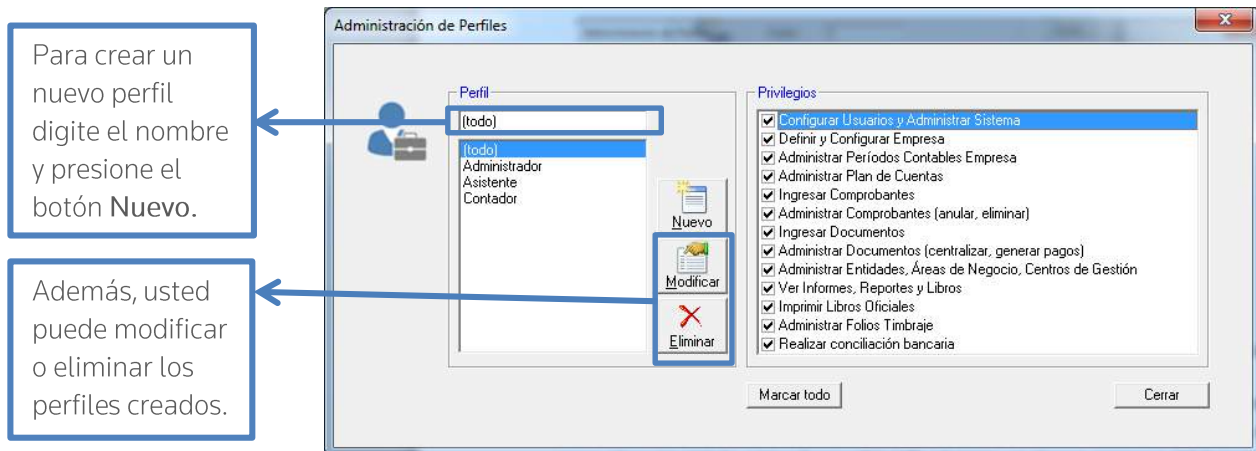 Para crear un
nuevo perfil
digite el nombre
y presione el
botón Nuevo.
Además, usted
puede modificar
o eliminar los
perfiles creados.
Administración de Perfiles
Perfil
(todo)
(todo)
Administrador
Asistente
Contador
Nuevo
Modificar
Eliminar
Privilegios
Configurar Usuarios y Administrar Sistema
Definir y Configurar Empresa
Administrar Períodos Contables Empresa
Administrar Plan de Cuentas
Ingresar Comprobantes
Administrar Comprobantes (anular, eliminar)
Ingresar Documentos
Administrar Documentos (centralizar, generar pagos)
Administrar Entidades, Áreas de Negocio, Centros de Gestión
Ver Informes, Reportes y Libros
Imprimir Libros Oficiales
Administrar Folios Timbraje
Realizar conciliación bancaria
Marcar todo
Cerrar